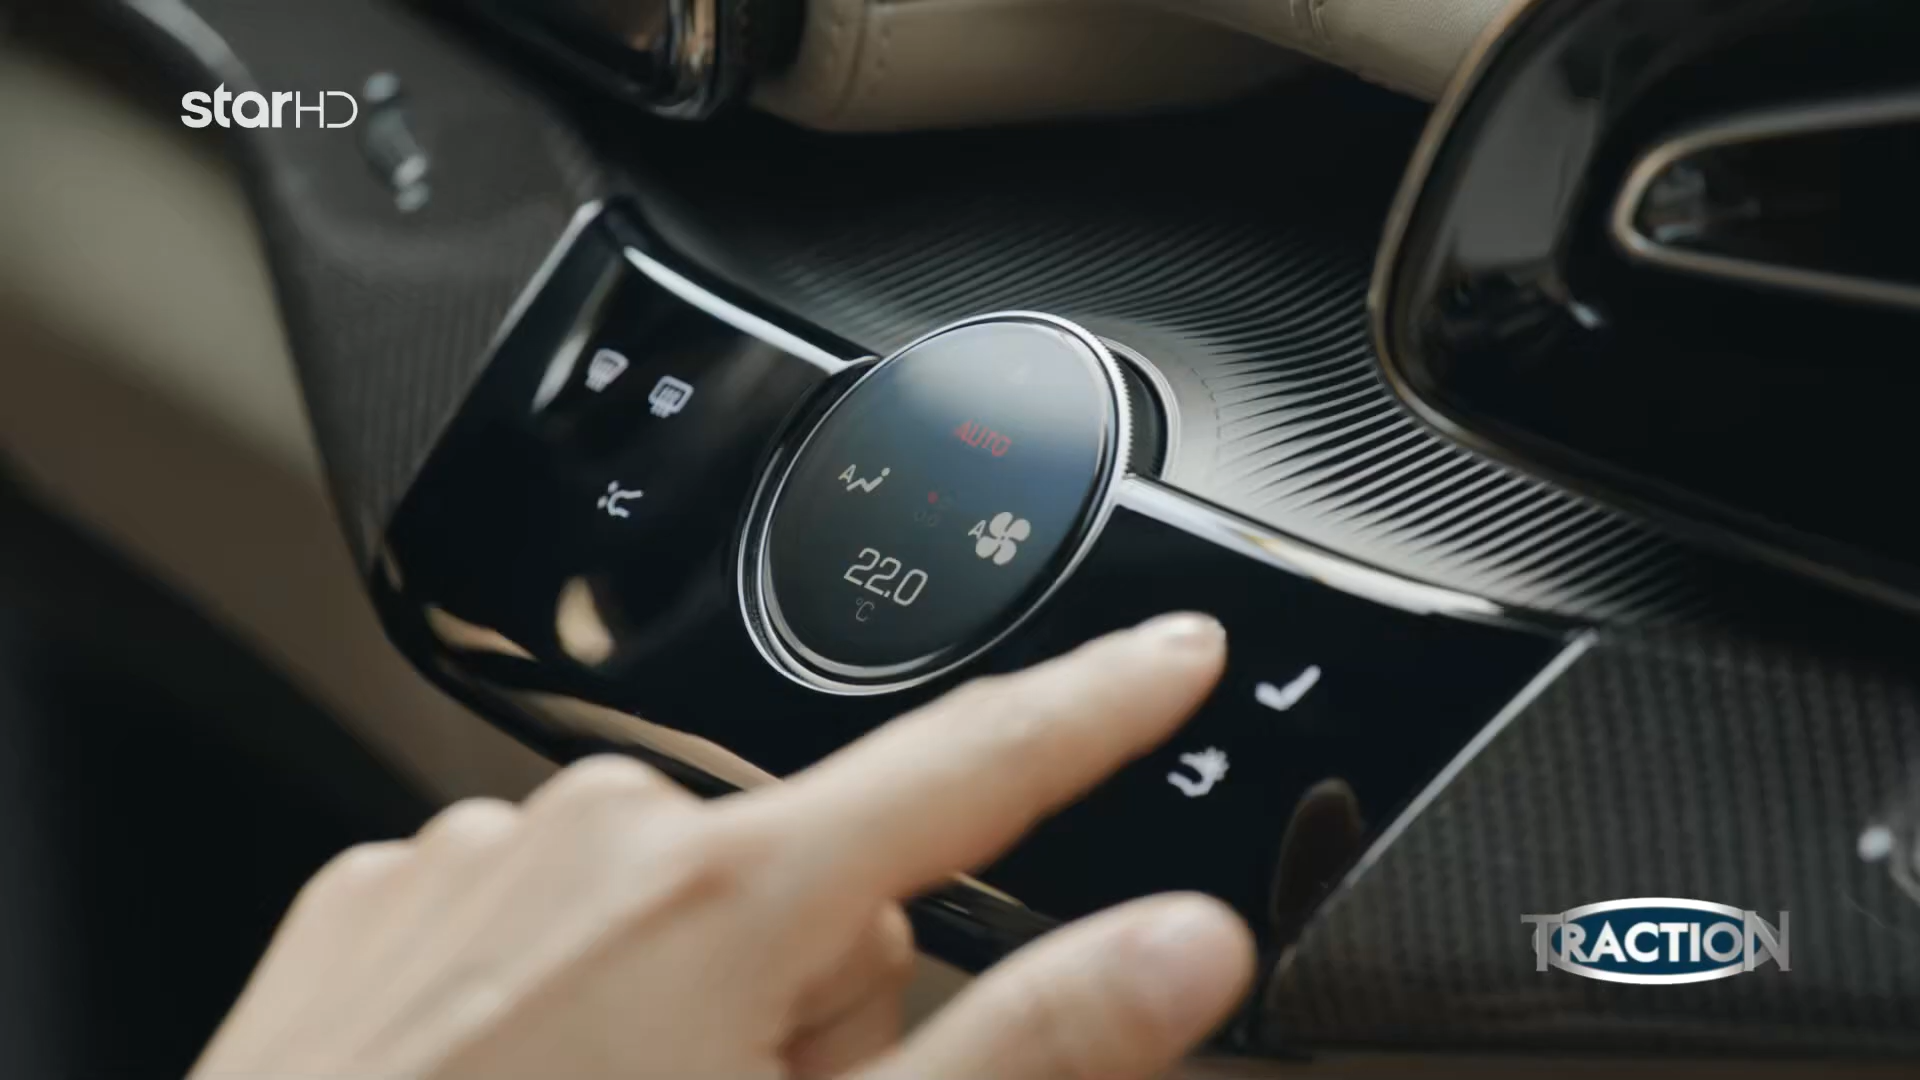 starHD
AUTO
A
A
22.0
°C
TRACTION